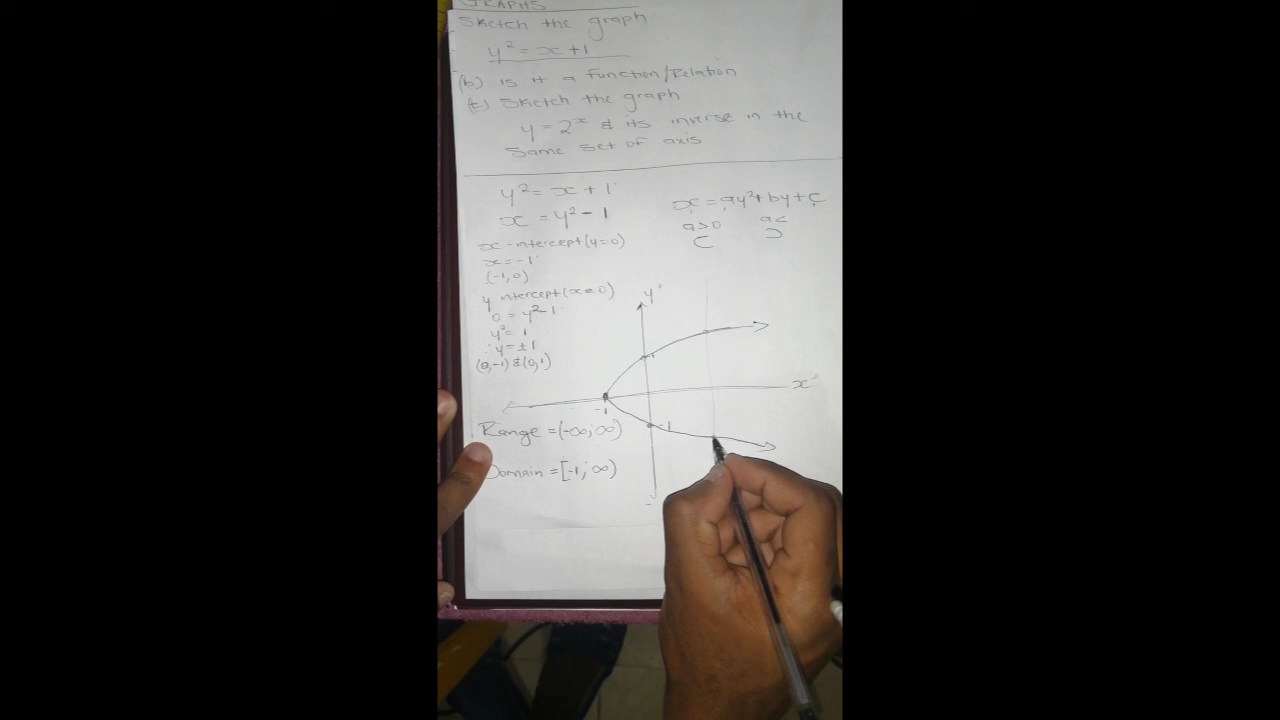 GRAPHS
Sketch the graph
y² = x + 1
(b) is it a Function/Relation
(c) Sketch the graph
y = 2ˣ & its inverse in the
Same set of axis
y² = x + 1
x = y² - 1
x = ay² + by + c
a>0 a<
⊂ ⊃
x-intercept (y=0)
x = -1
(-1, 0)
y intercept (x=0)
0 = y² - 1
y² = 1
∴ y = ±1
(0,-1) & (0,1)
y
1
x
-1
-1
Range = (-∞; ∞)
Domain = [-1; ∞)